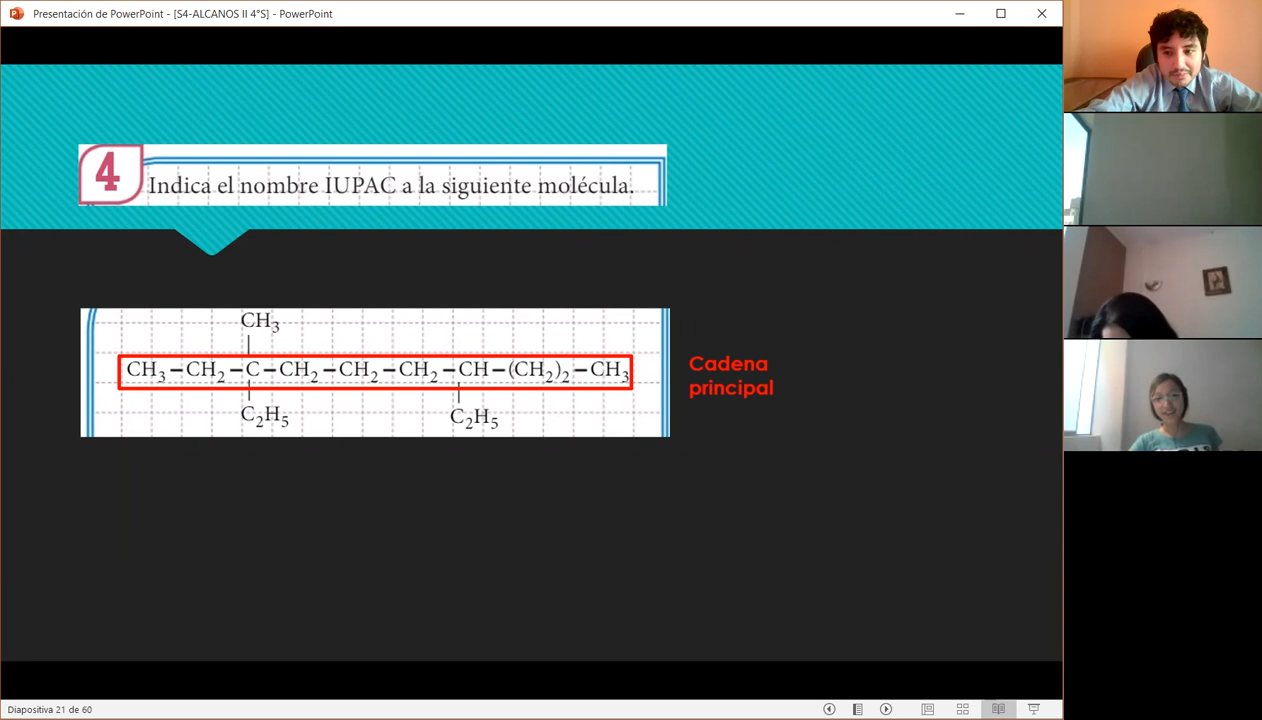 Presentación de PowerPoint - [S4-ALCANOS II 4°S] - PowerPoint
4
Indica el nombre IUPAC a la siguiente molécula.
CH₃
CH₃ – CH₂ – C – CH₂ – CH₂ – CH₂ – CH – (CH₂)₂ – CH₃
C₂H₅ C₂H₅
Cadena
principal
Diapositiva 21 de 60